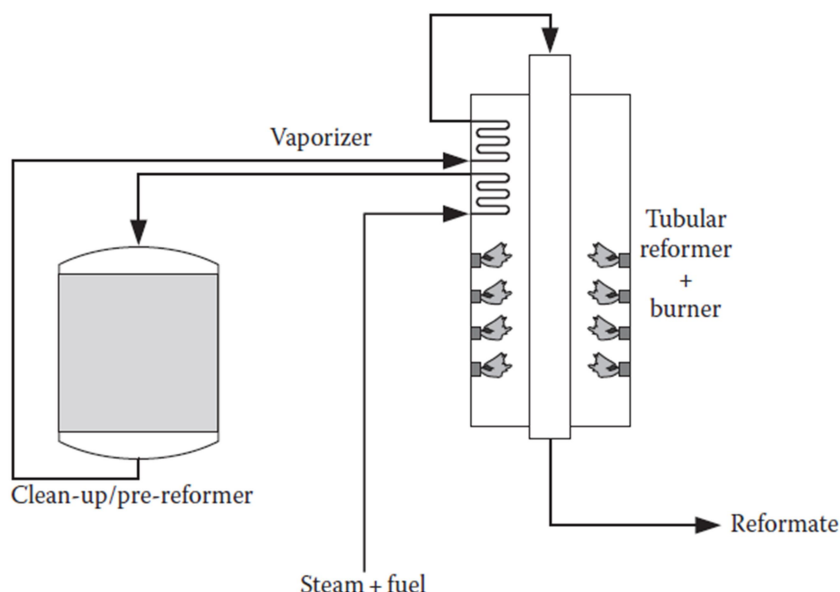 Vaporizer
Tubular
reformer
+
burner
Clean-up/pre-reformer
Reformate
Steam + fuel